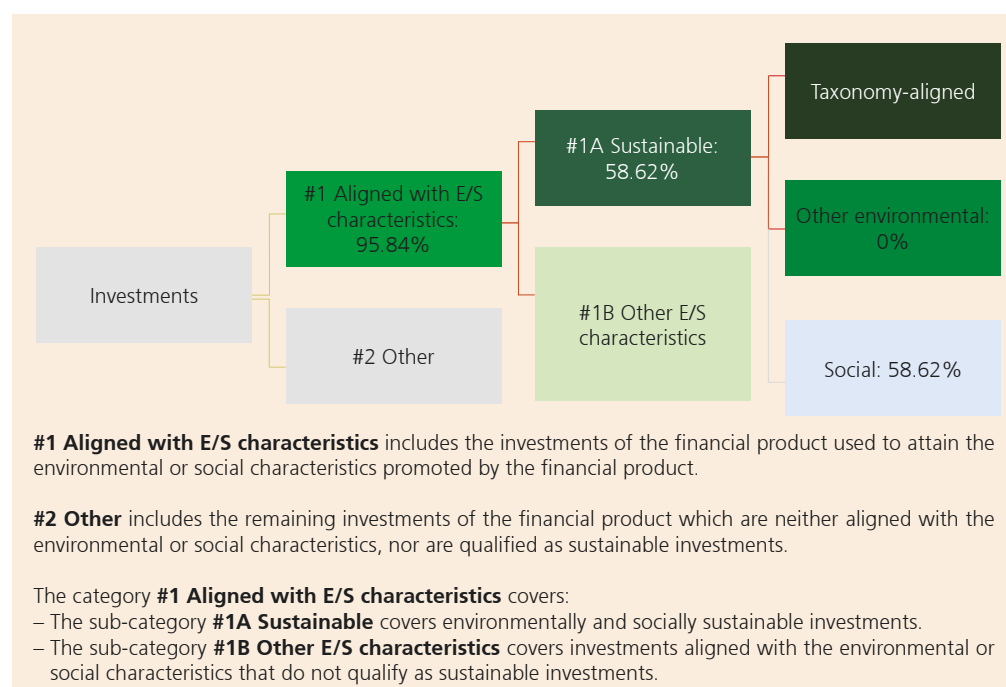 Taxonomy-aligned
#1A Sustainable:
58.62%
#1 Aligned with E/S
characteristics:
95.84%
Other environmental:
0%
Investments
#1B Other E/S
characteristics
#2 Other
Social: 58.62%
#1 Aligned with E/S characteristics includes the investments of the financial product used to attain the
environmental or social characteristics promoted by the financial product.
#2 Other includes the remaining investments of the financial product which are neither aligned with the
environmental or social characteristics, nor are qualified as sustainable investments.
The category #1 Aligned with E/S characteristics covers:
– The sub-category #1A Sustainable covers environmentally and socially sustainable investments.
– The sub-category #1B Other E/S characteristics covers investments aligned with the environmental or
social characteristics that do not qualify as sustainable investments.